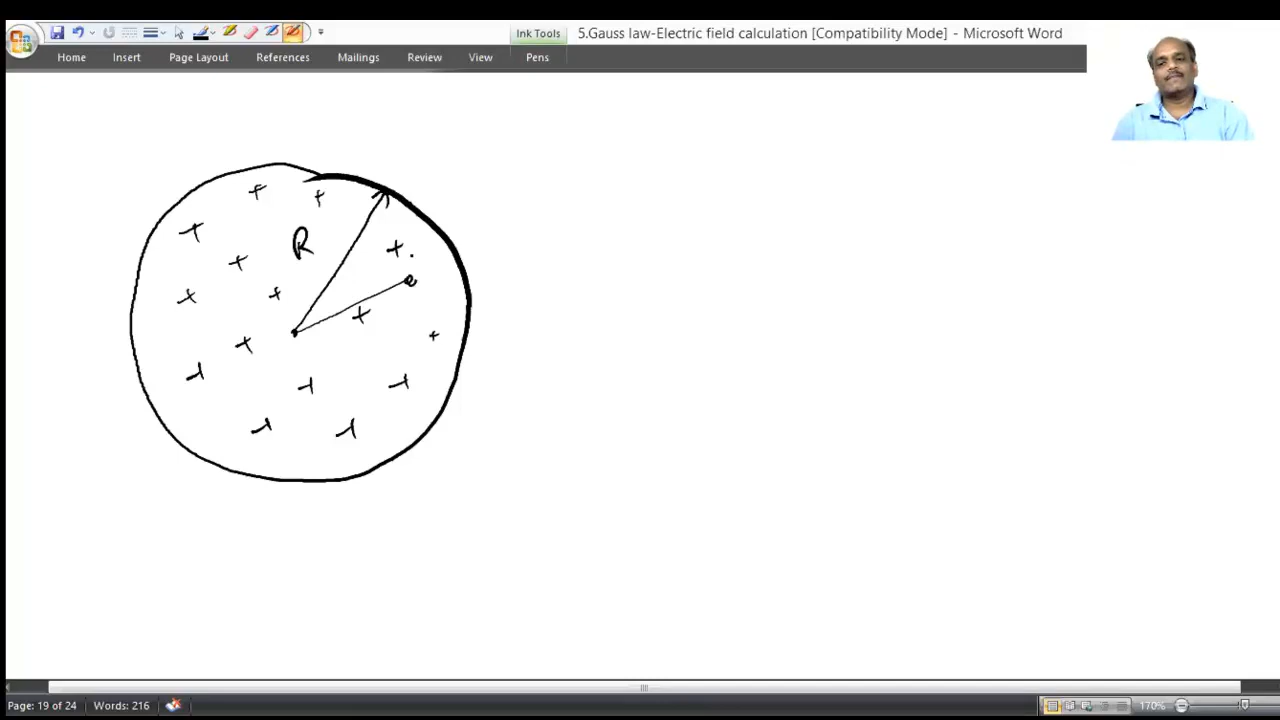 Ink Tools
5.Gauss law-Electric field calculation [Compatibility Mode] - Microsoft Word
Home Insert Page Layout References Mailings Review View Pens
+ +
+ R +.
+
+ +
+
+ +
+
+ +
+ +
Page: 19 of 24 Words: 216 170%